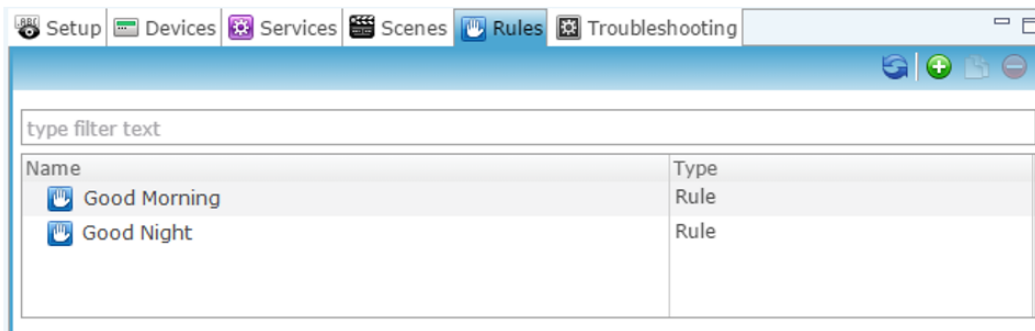 Setup Devices Services Scenes Rules Troubleshooting
type filter text
Name Type
Good Morning Rule
Good Night Rule